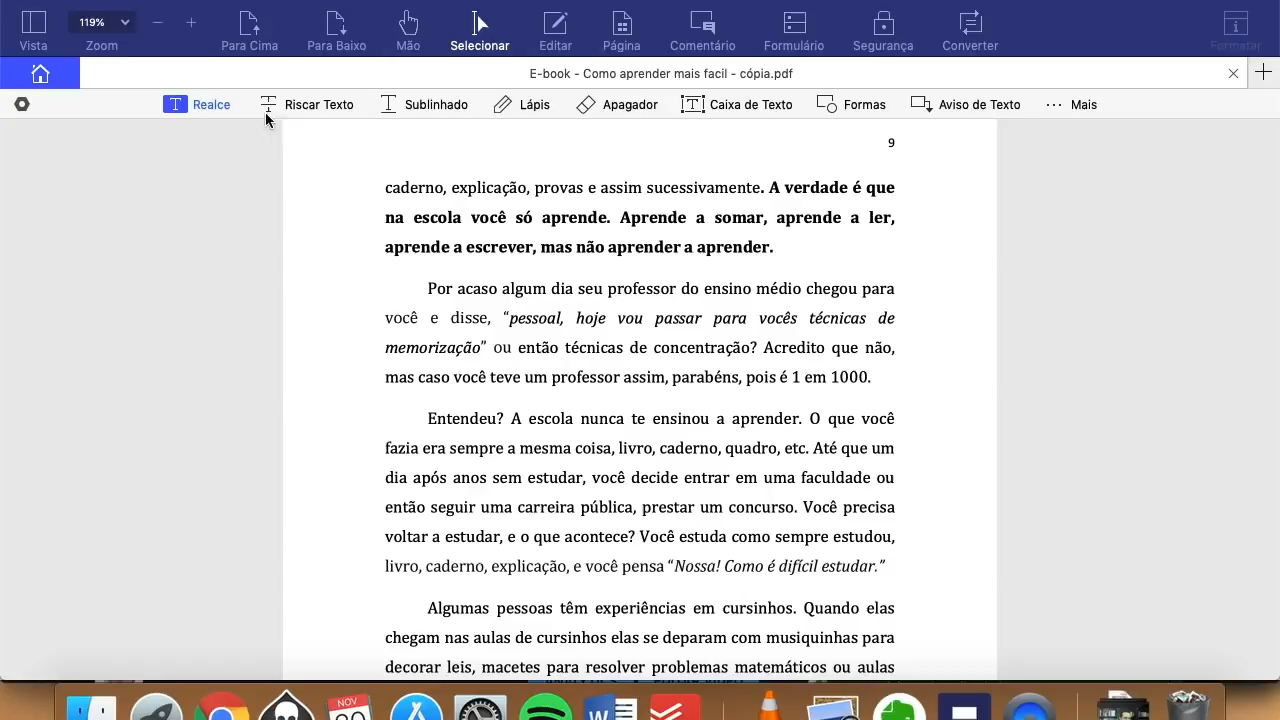 119%
Vista
Zoom
Para Cima
Para Baixo
Mão
Selecionar
Editar
Página
Comentário
Formulário
Segurança
Converter
Formatar
E-book - Como aprender mais facil - cópia.pdf
Realce
Riscar Texto
Sublinhado
Lápis
Apagador
Caixa de Texto
Formas
Aviso de Texto
Mais
9
caderno, explicação, provas e assim sucessivamente. A verdade é que
na escola você só aprende. Aprende a somar, aprende a ler,
aprende a escrever, mas não aprender a aprender.
Por acaso algum dia seu professor do ensino médio chegou para
você e disse, “pessoal, hoje vou passar para vocês técnicas de
memorização” ou então técnicas de concentração? Acredito que não,
mas caso você teve um professor assim, parabéns, pois é 1 em 1000.
Entendeu? A escola nunca te ensinou a aprender. O que você
fazia era sempre a mesma coisa, livro, caderno, quadro, etc. Até que um
dia após anos sem estudar, você decide entrar em uma faculdade ou
então seguir uma carreira pública, prestar um concurso. Você precisa
voltar a estudar, e o que acontece? Você estuda como sempre estudou,
livro, caderno, explicação, e você pensa “Nossa! Como é difícil estudar.”
Algumas pessoas têm experiências em cursinhos. Quando elas
chegam nas aulas de cursinhos elas se deparam com musiquinhas para
decorar leis, macetes para resolver problemas matemáticos ou aulas
NOV
W